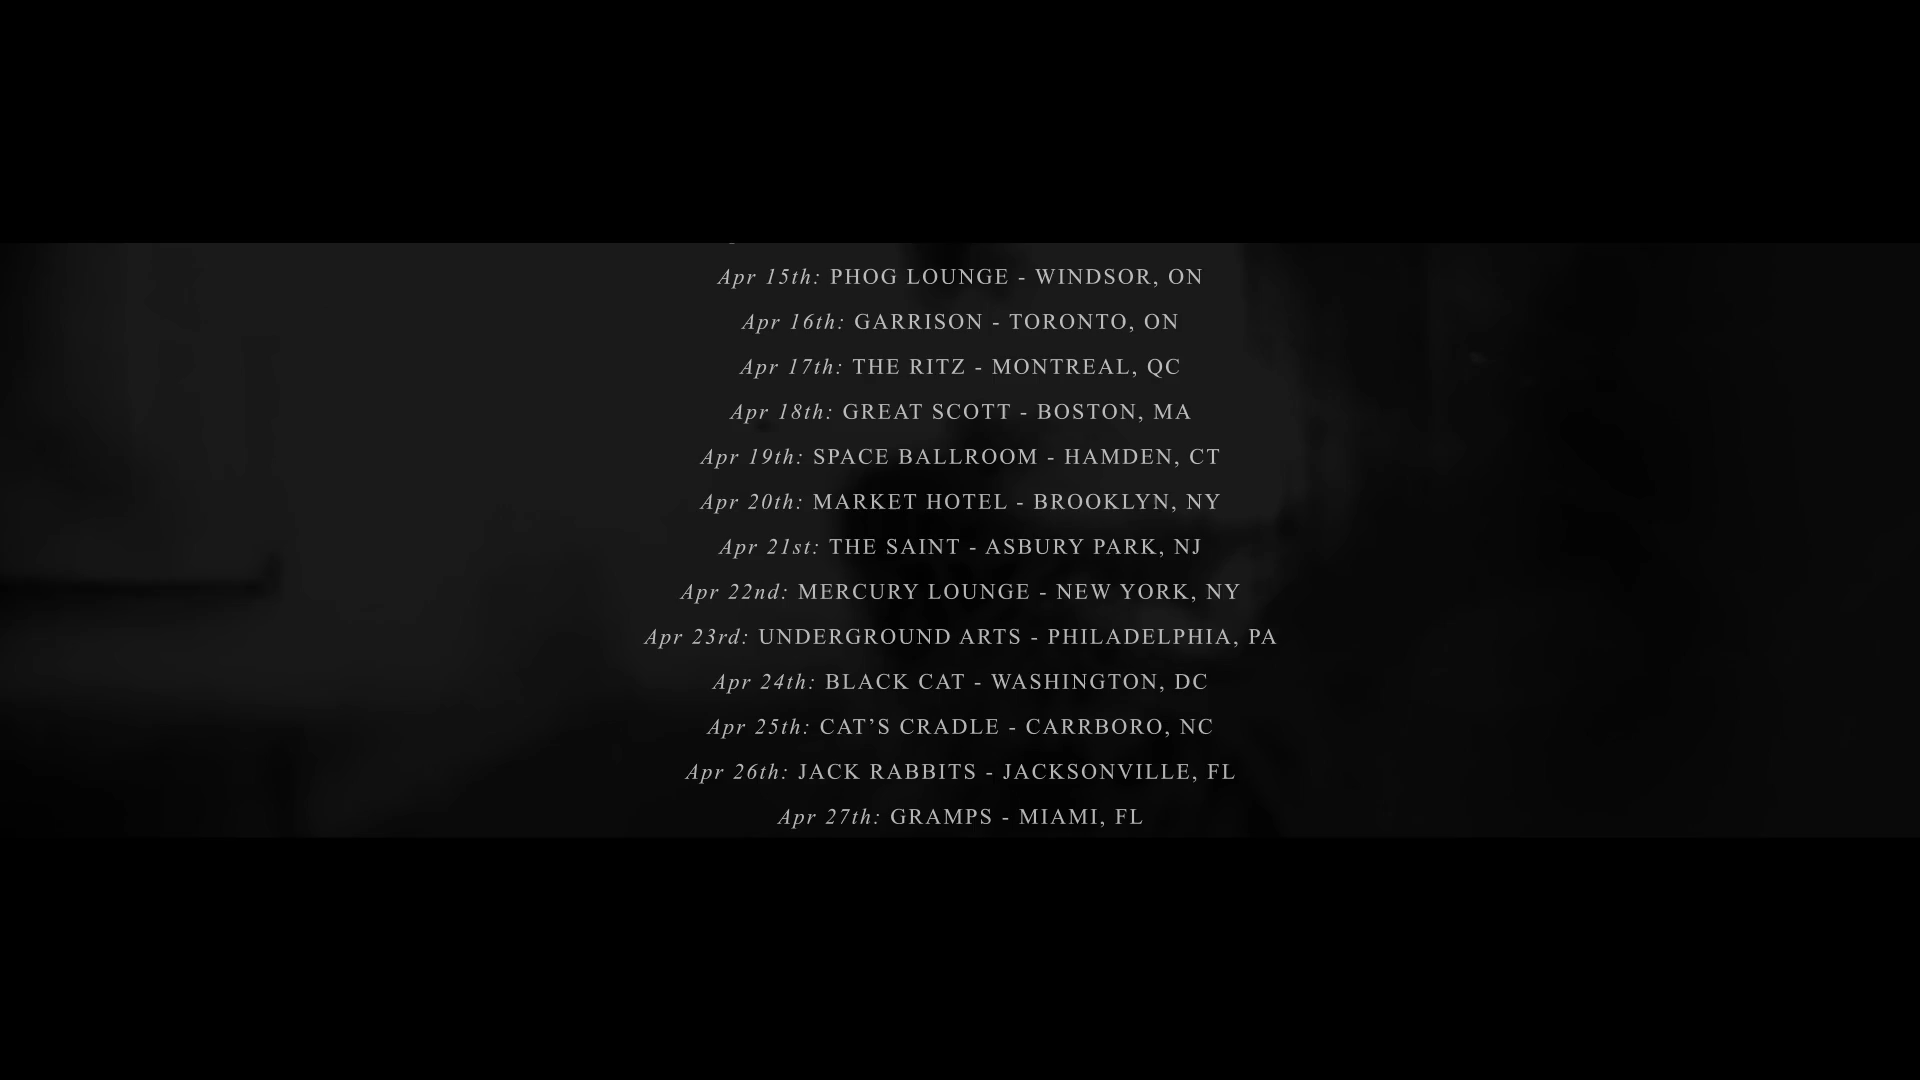 Apr 15th: PHOG LOUNGE - WINDSOR, ON
Apr 16th: GARRISON - TORONTO, ON
Apr 17th: THE RITZ - MONTREAL, QC
Apr 18th: GREAT SCOTT - BOSTON, MA
Apr 19th: SPACE BALLROOM - HAMDEN, CT
Apr 20th: MARKET HOTEL - BROOKLYN, NY
Apr 21st: THE SAINT - ASBURY PARK, NJ
Apr 22nd: MERCURY LOUNGE - NEW YORK, NY
Apr 23rd: UNDERGROUND ARTS - PHILADELPHIA, PA
Apr 24th: BLACK CAT - WASHINGTON, DC
Apr 25th: CAT’S CRADLE - CARRBORO, NC
Apr 26th: JACK RABBITS - JACKSONVILLE, FL
Apr 27th: GRAMPS - MIAMI, FL